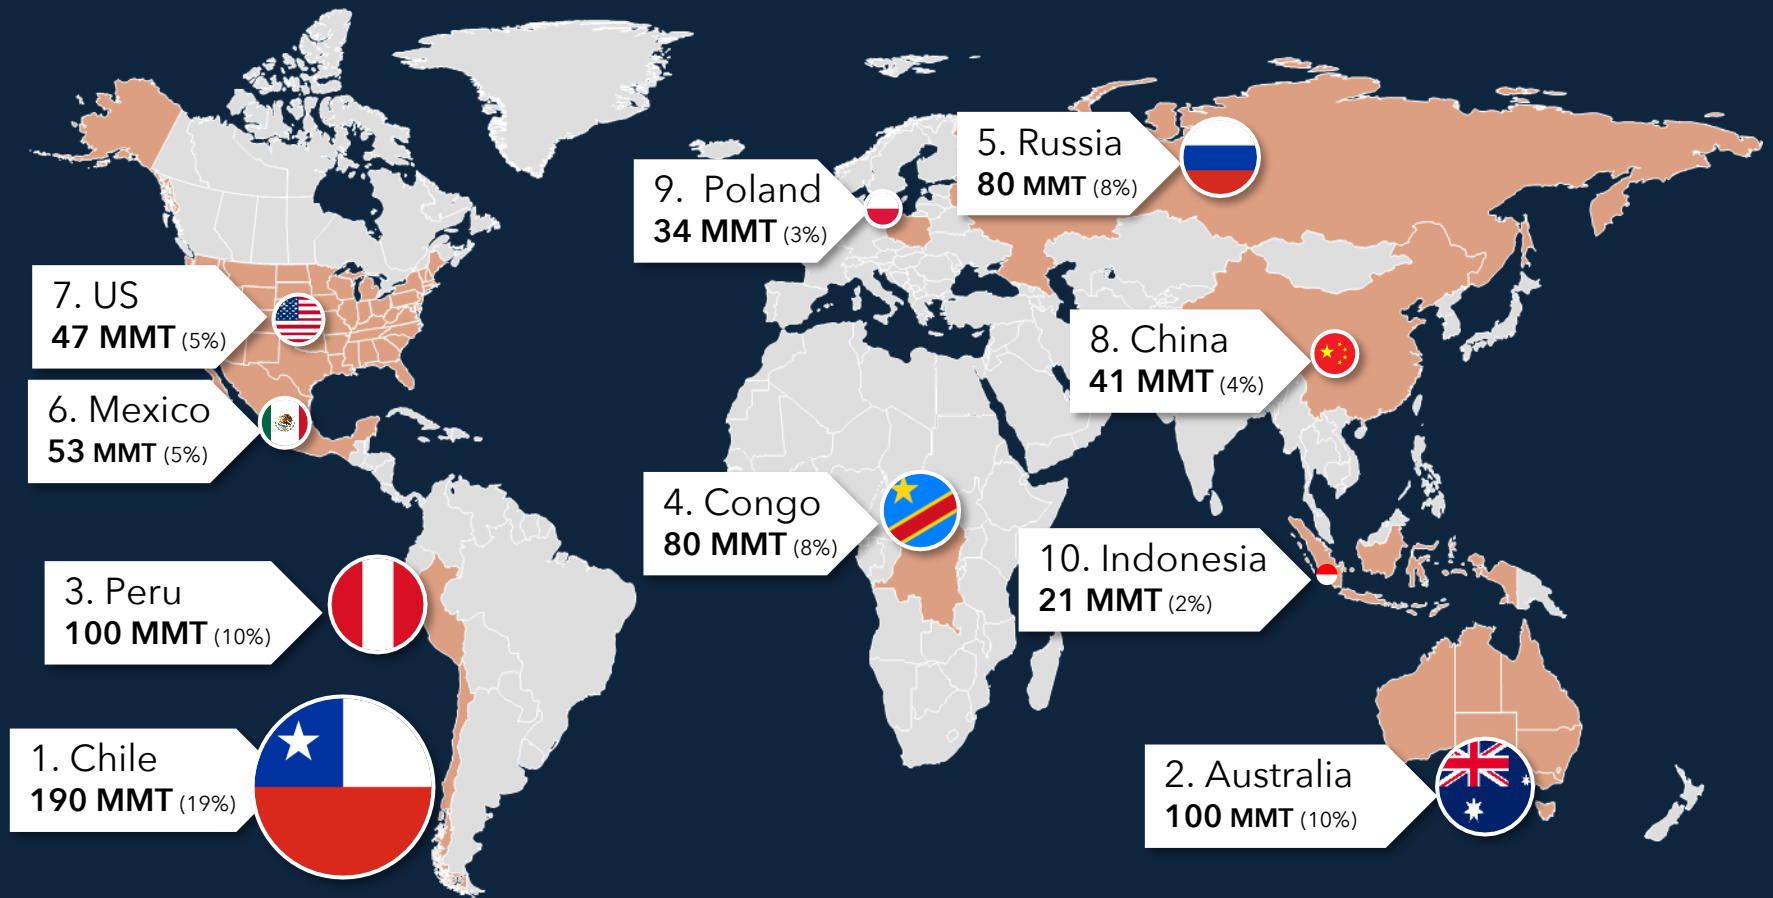 5. Russia
80 MMT (8%)
9. Poland
34 MMT (3%)
7. US
47 MMT (5%)
8. China
41 MMT (4%)
6. Mexico
53 MMT (5%)
4. Congo
80 MMT (8%)
10. Indonesia
21 MMT (2%)
3. Peru
100 MMT (10%)
1. Chile
190 MMT (19%)
2. Australia
100 MMT (10%)